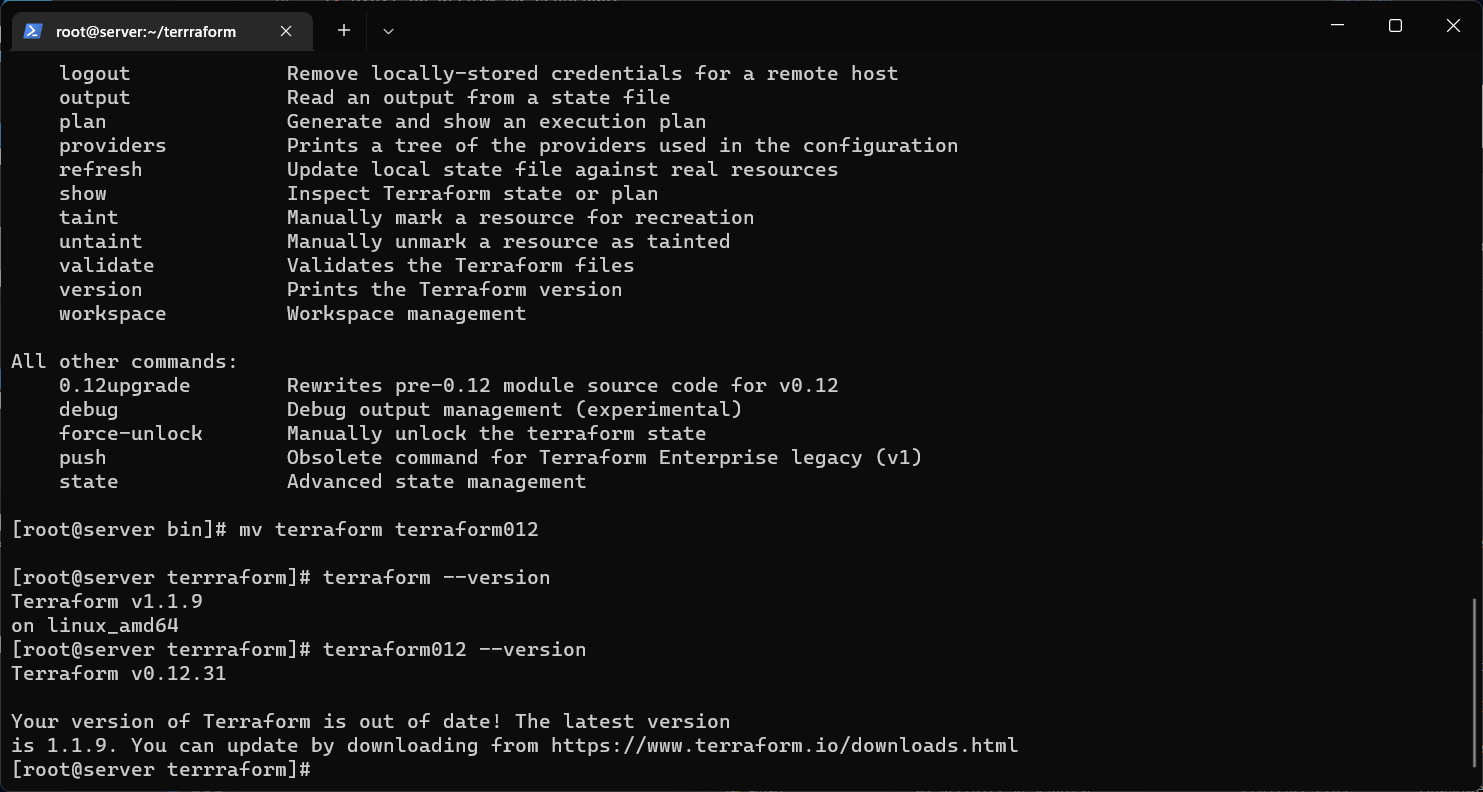 root@server:~/terrraform
logout Remove locally-stored credentials for a remote host
output Read an output from a state file
plan Generate and show an execution plan
providers Prints a tree of the providers used in the configuration
refresh Update local state file against real resources
show Inspect Terraform state or plan
taint Manually mark a resource for recreation
untaint Manually unmark a resource as tainted
validate Validates the Terraform files
version Prints the Terraform version
workspace Workspace management
All other commands:
0.12upgrade Rewrites pre-0.12 module source code for v0.12
debug Debug output management (experimental)
force-unlock Manually unlock the terraform state
push Obsolete command for Terraform Enterprise legacy (v1)
state Advanced state management
[root@server bin]# mv terraform terraform012
[root@server terrraform]# terraform --version
Terraform v1.1.9
on linux_amd64
[root@server terrraform]# terraform012 --version
Terraform v0.12.31
Your version of Terraform is out of date! The latest version
is 1.1.9. You can update by downloading from https://www.terraform.io/downloads.html
[root@server terrraform]#